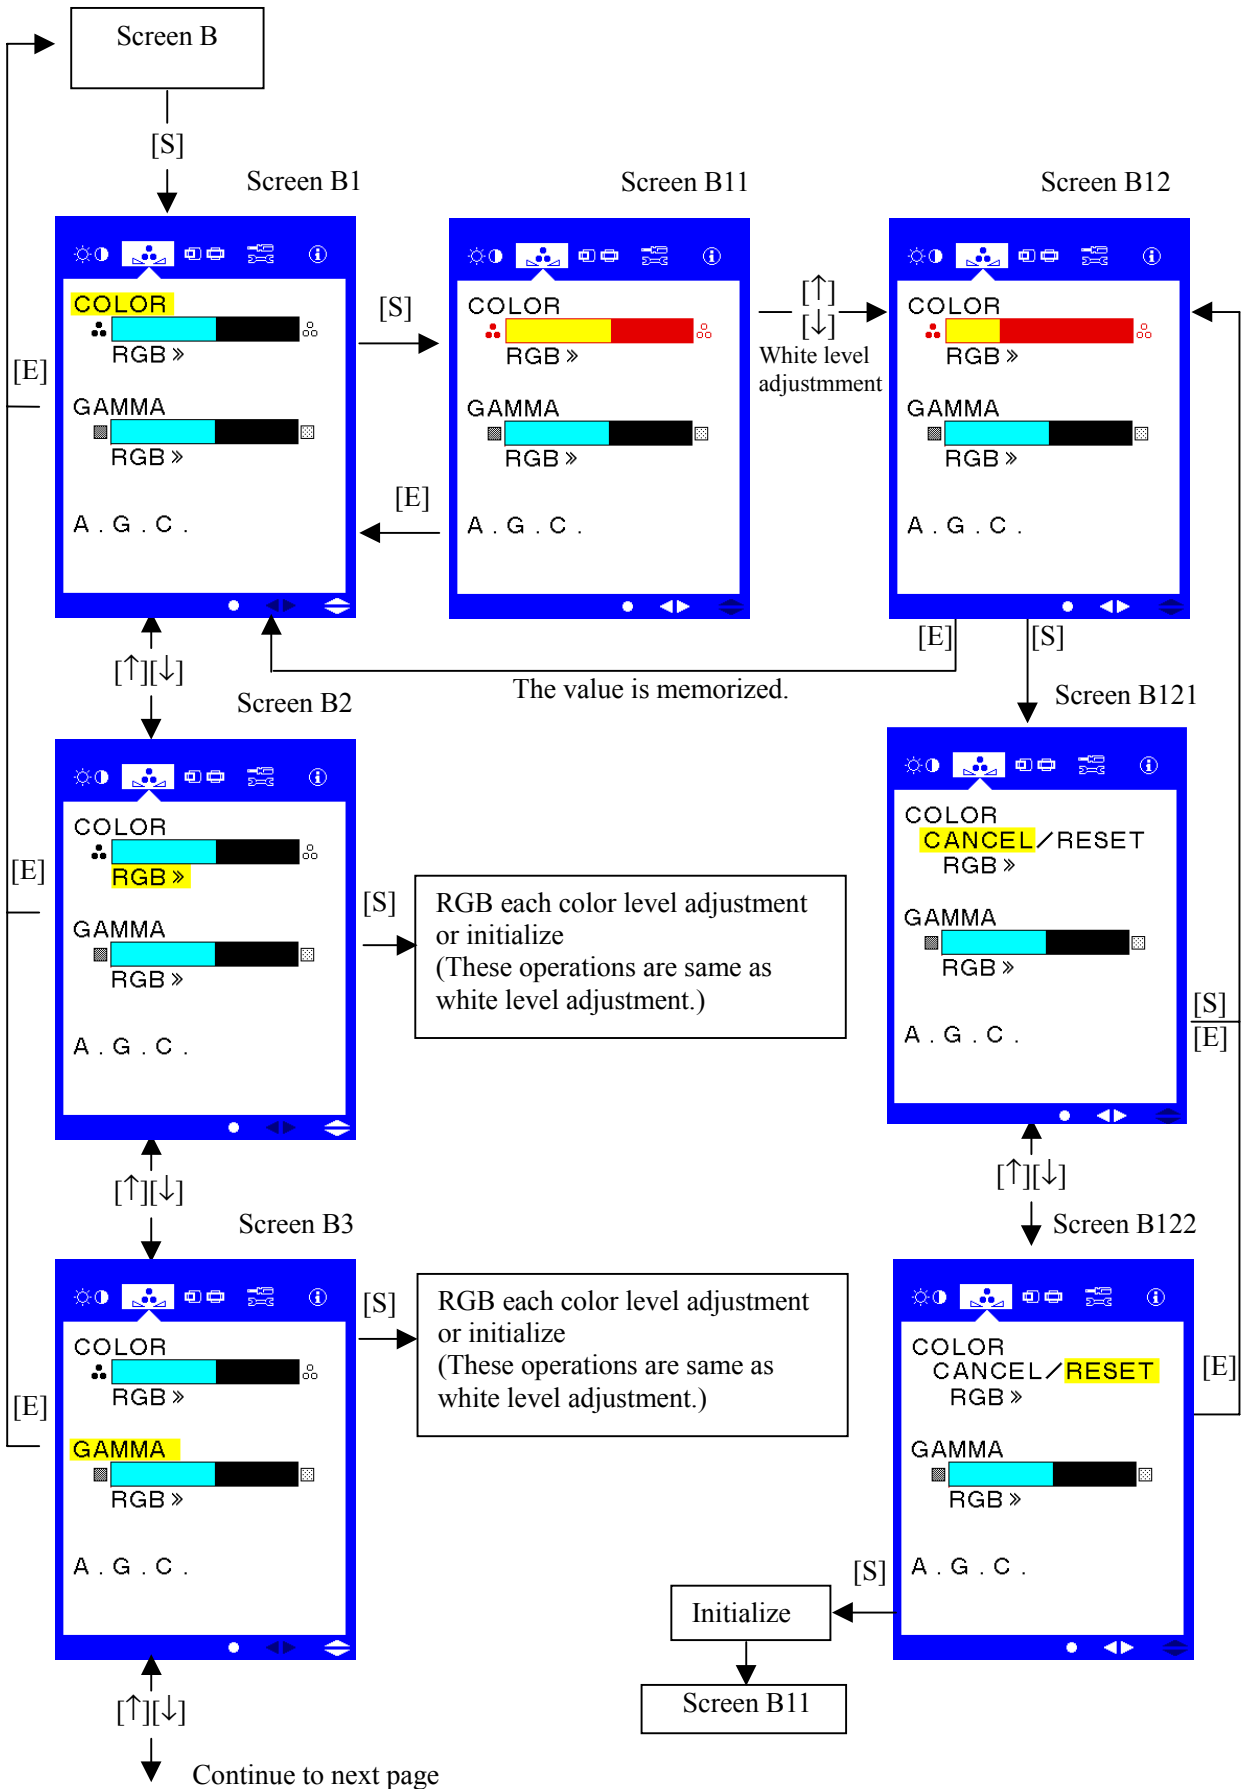 Screen B
[S]
Screen B1
Screen B11
Screen B12
COLOR
RGB »
GAMMA
RGB »
A . G . C .
[S]
[E]
[E]
COLOR
RGB »
GAMMA
RGB »
A . G . C .
[↑]
[↓]
White level
adjustmment
COLOR
RGB »
GAMMA
RGB »
A . G . C .
[E]
[S]
The value is memorized.
[↑][↓]
Screen B2
Screen B121
COLOR
RGB »
GAMMA
RGB »
A . G . C .
[E]
[S]
RGB each color level adjustment
or initialize
(These operations are same as
white level adjustment.)
COLOR
CANCEL/RESET
RGB »
GAMMA
RGB »
A . G . C .
[S]
[E]
[↑][↓]
[↑][↓]
Screen B3
Screen B122
COLOR
RGB »
GAMMA
RGB »
A . G . C .
[E]
[S]
RGB each color level adjustment
or initialize
(These operations are same as
white level adjustment.)
COLOR
CANCEL/RESET
RGB »
GAMMA
RGB »
A . G . C .
[E]
[S]
Initialize
Screen B11
[↑][↓]
Continue to next page